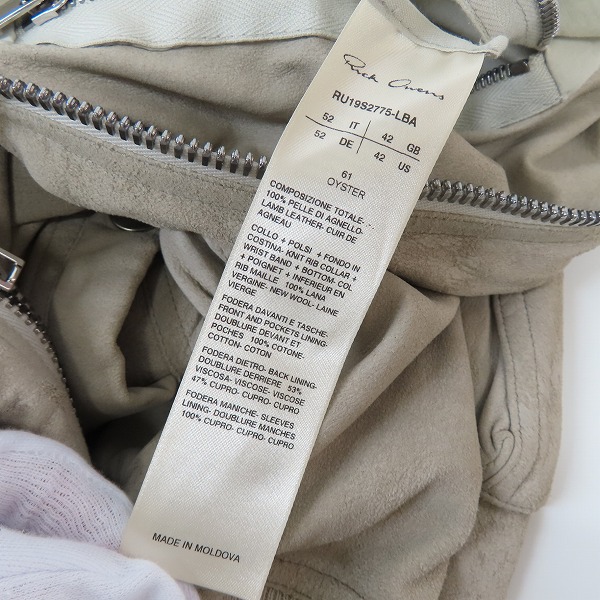 Rick Owens
RU19S2775-LBA
52 IT 42 GB
52 DE 42 US
61
OYSTER
COMPOSIZIONE TOTALE-...
100% PELLE DI AGNELLO-
LAMB LEATHER- CUIR DE
AGNEAU
COLLO + POLSI + FONDO IN
COSTINA- KNIT RIB COLLAR +
WRIST BAND + BOTTOM- COL
+ POIGNET + INFERIEUR EN
RIB MAILLE 100% LANA
VERGINE- NEW WOOL- LAINE
VIERGE
FODERA DAVANTI E TASCHE-
FRONT AND POCKETS LINING-
DOUBLURE DEVANT ET
POCHES 100% COTONE-
COTTON- COTON
FODERA DIETRO- BACK LINING-
DOUBLURE DERRIERE 53%
VISCOSA- VISCOSE- VISCOSE
47% CUPRO- CUPRO- CUPRO
FODERA MANICHE- SLEEVES
LINING- DOUBLURE MANCHES
100% CUPRO- CUPRO- CUPRO
MADE IN MOLDOVA